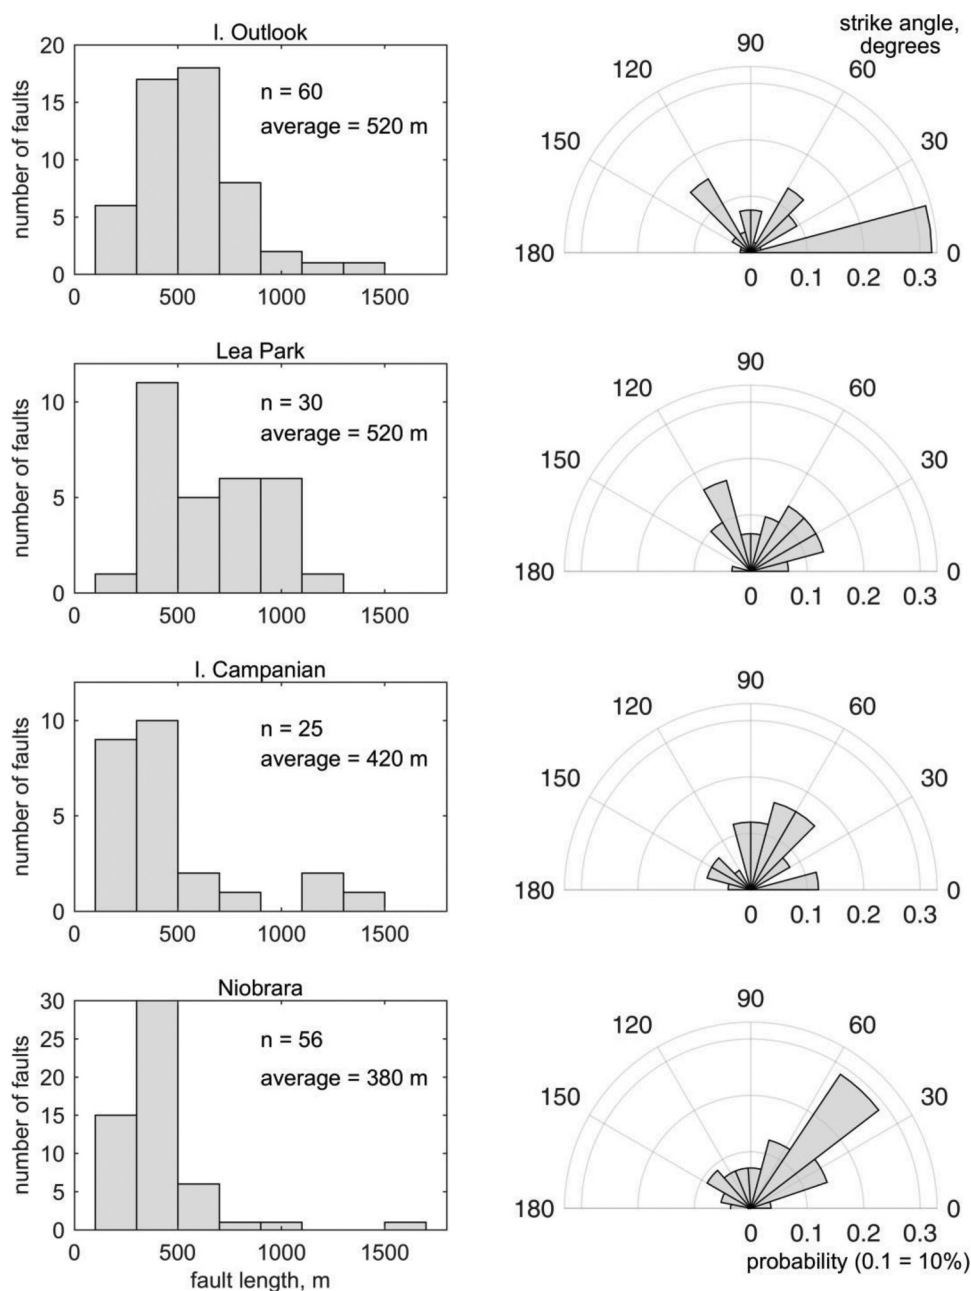 l. Outlook
number of faults
20
15
10
5
0
n = 60
average = 520 m
0 500 1000 1500
strike angle,
degrees
90
120 60
150 30
180 0
0 0.1 0.2 0.3
Lea Park
number of faults
10
5
0
n = 30
average = 520 m
0 500 1000 1500
90
120 60
150 30
180 0
0 0.1 0.2 0.3
l. Campanian
number of faults
10
5
0
n = 25
average = 420 m
0 500 1000 1500
90
120 60
150 30
180 0
0 0.1 0.2 0.3
Niobrara
number of faults
30
25
20
15
10
5
0
n = 56
average = 380 m
0 500 1000 1500
fault length, m
90
120 60
150 30
180 0
0 0.1 0.2 0.3
probability (0.1 = 10%)